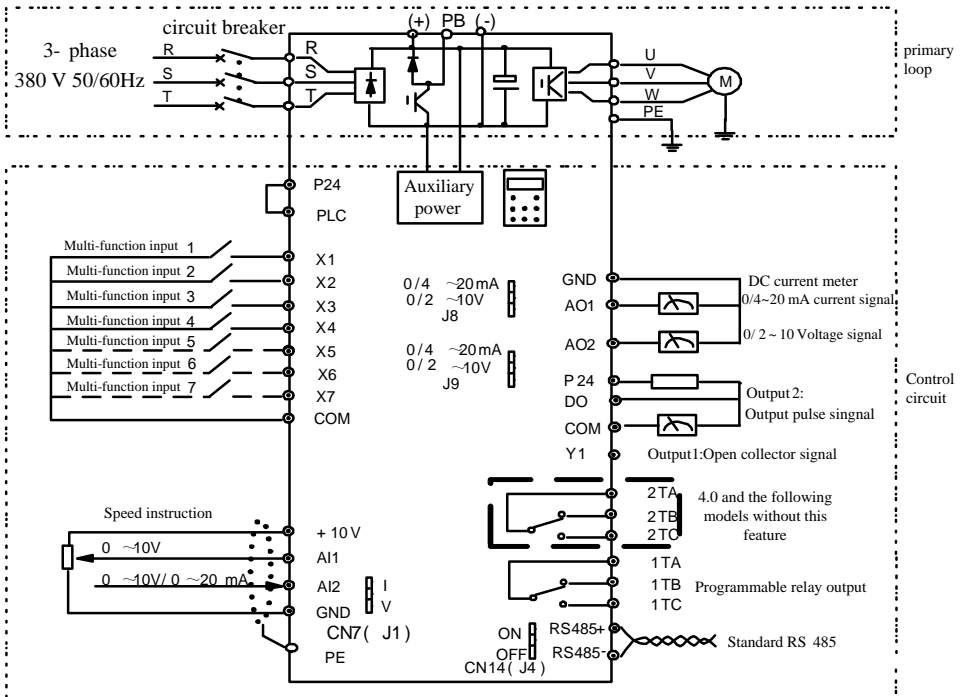 circuit breaker
(+) PB (-)
3- phase
380 V 50/60Hz
R
S
T
R
S
T
U
V
W
PE
M
primary
loop
P24
PLC
Auxiliary
power
Multi-function input 1
Multi-function input 2
Multi-function input 3
Multi-function input 4
Multi-function input 5
Multi-function input 6
Multi-function input 7
X1
X2
X3
X4
X5
X6
X7
COM
0/4 ~20mA
0/2 ~10V
J8
0/4 ~20mA
0/2 ~10V
J9
GND
AO1
AO2
P24
DO
COM
Y1
DC current meter
0/4~20 mA current signal
0/ 2 ~ 10 Voltage signal
Output 2:
Output pulse singnal
Output1:Open collector signal
Control
circuit
2TA
2TB
2TC
4.0 and the following
models without this
feature
1TA
1TB
1TC
Programmable relay output
Speed instruction
0 ~10V
0 ~10V/ 0 ~20 mA
+ 10V
AI1
AI2
GND
I
V
CN7( J1)
PE
ON
OFF
CN14( J4)
RS485+
RS485-
Standard RS 485